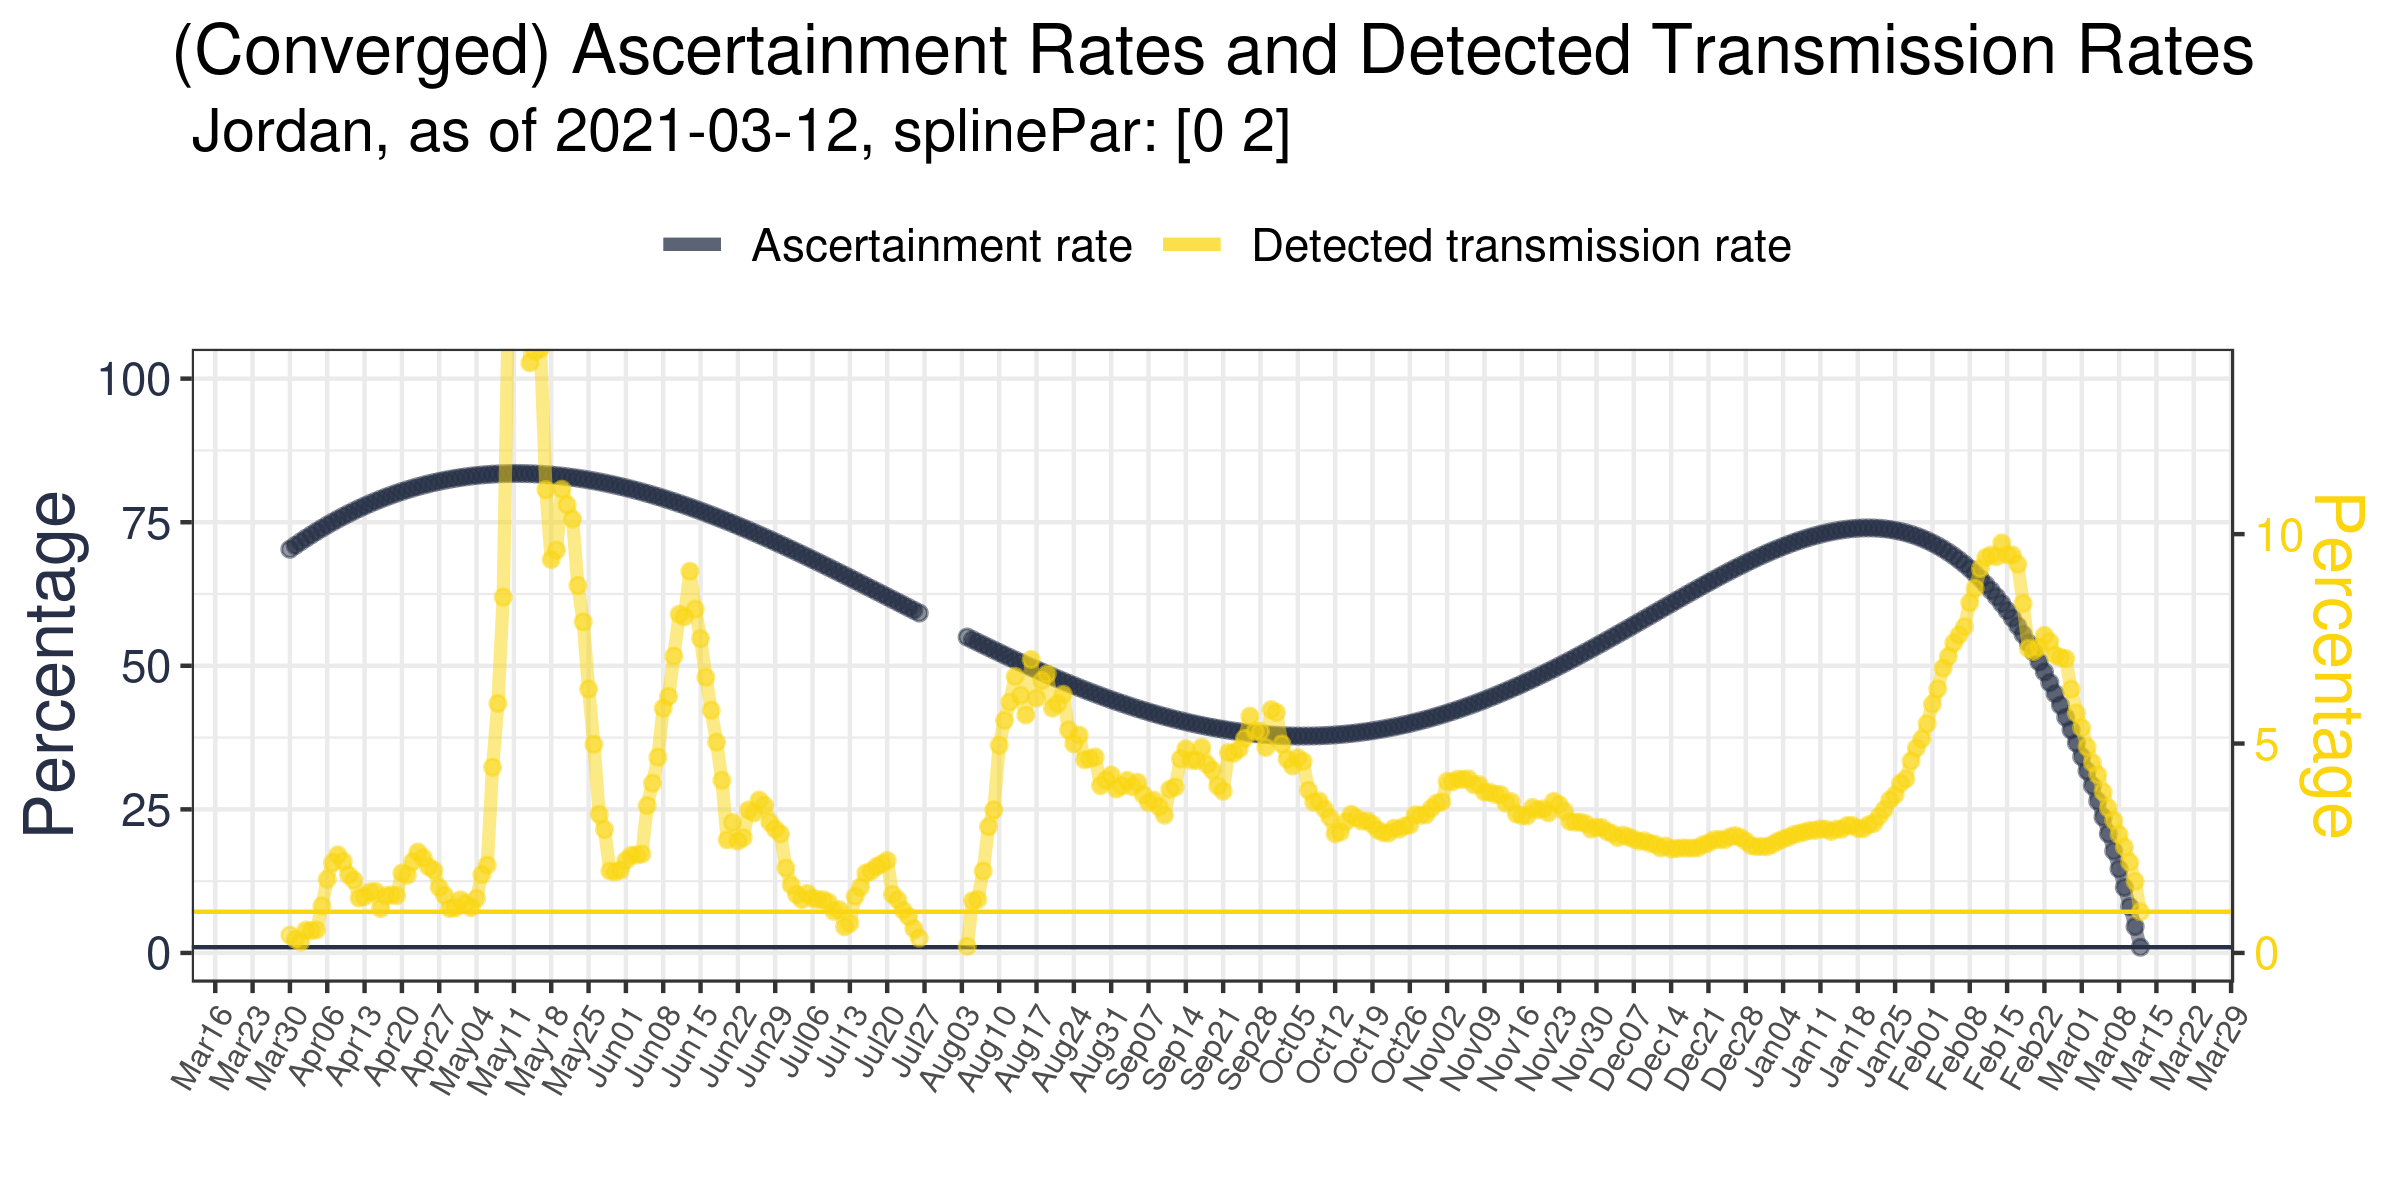 (Converged) Ascertainment Rates and Detected Transmission Rates
Jordan, as of 2021-03-12, splinePar: [0 2]
Ascertainment rate
Detected transmission rate
Percentage
100
75
50
25
0
10
5
0
Percentage
Mar16
Mar23
Mar30
Apr06
Apr13
Apr20
Apr27
May04
May11
May18
May25
Jun01
Jun08
Jun15
Jun22
Jun29
Jul06
Jul13
Jul20
Jul27
Aug03
Aug10
Aug17
Aug24
Aug31
Sep07
Sep14
Sep21
Sep28
Oct05
Oct12
Oct19
Oct26
Nov02
Nov09
Nov16
Nov23
Nov30
Dec07
Dec14
Dec21
Dec28
Jan04
Jan11
Jan18
Jan25
Feb01
Feb08
Feb15
Feb22
Mar01
Mar08
Mar15
Mar22
Mar29